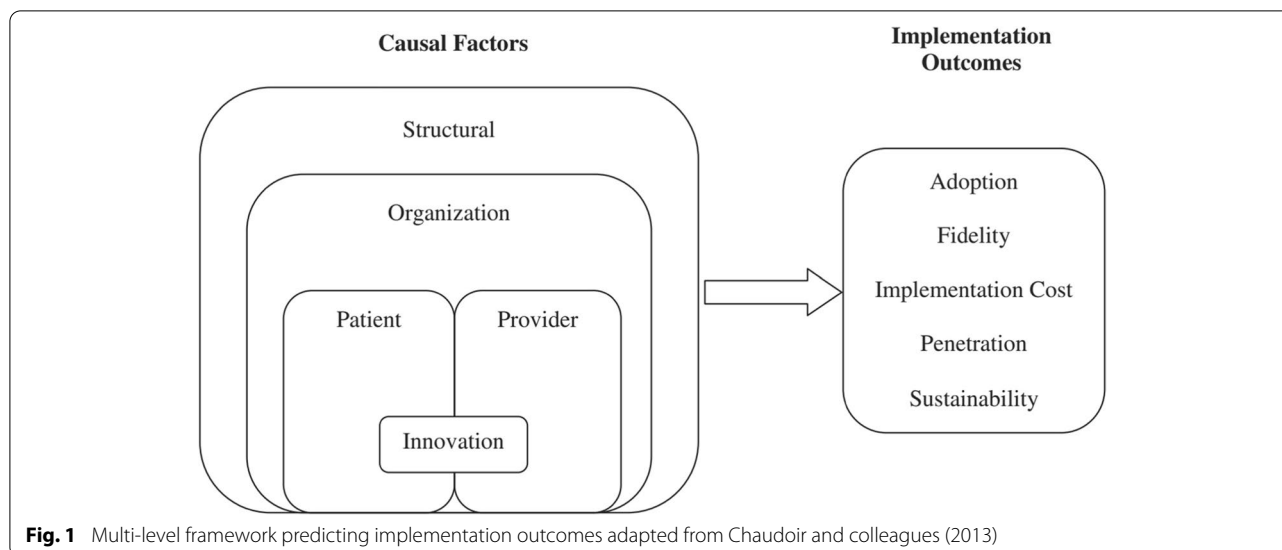 Causal Factors
Implementation
Outcomes
Structural
Organization
Patient
Provider
Innovation
Adoption
Fidelity
Implementation Cost
Penetration
Sustainability
Fig. 1 Multi-level framework predicting implementation outcomes adapted from Chaudoir and colleagues (2013)